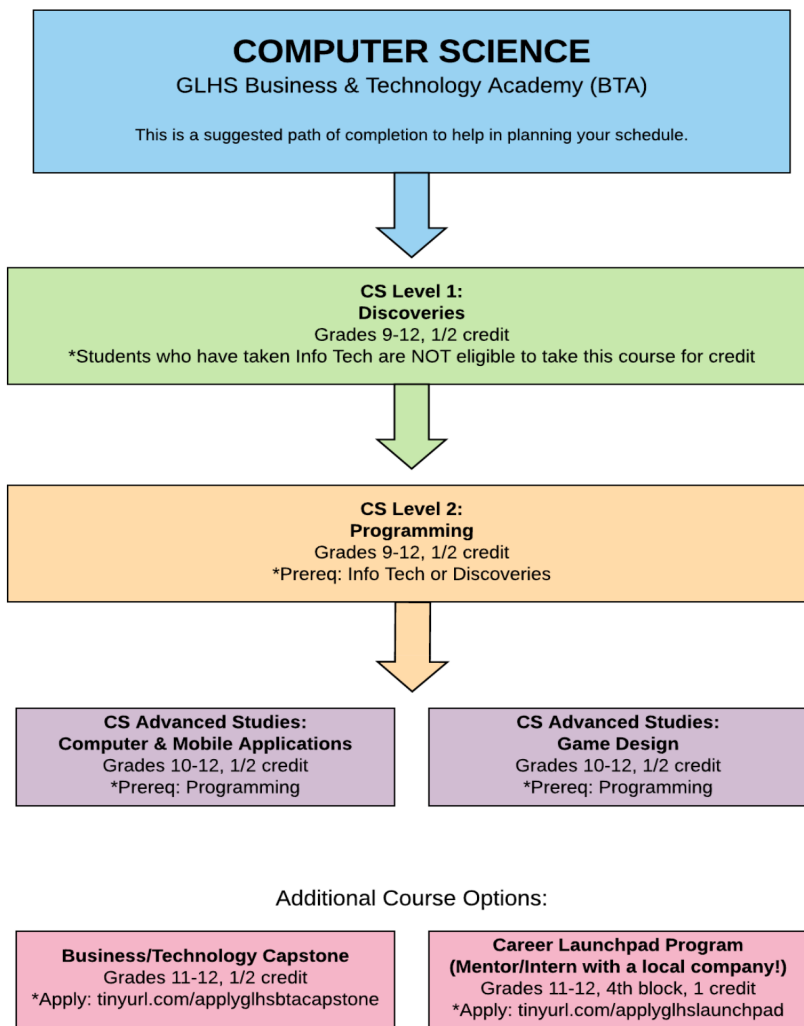 COMPUTER SCIENCE
GLHS Business & Technology Academy (BTA)
This is a suggested path of completion to help in planning your schedule.
CS Level 1:
Discoveries
Grades 9-12, 1/2 credit
*Students who have taken Info Tech are NOT eligible to take this course for credit
CS Level 2:
Programming
Grades 9-12, 1/2 credit
*Prereq: Info Tech or Discoveries
CS Advanced Studies:
Computer & Mobile Applications
Grades 10-12, 1/2 credit
*Prereq: Programming
CS Advanced Studies:
Game Design
Grades 10-12, 1/2 credit
*Prereq: Programming
Additional Course Options:
Business/Technology Capstone
Grades 11-12, 1/2 credit
*Apply: tinyurl.com/applyglhsbtacapstone
Career Launchpad Program
(Mentor/Intern with a local company!)
Grades 11-12, 4th block, 1 credit
*Apply: tinyurl.com/applyglhslaunchpad